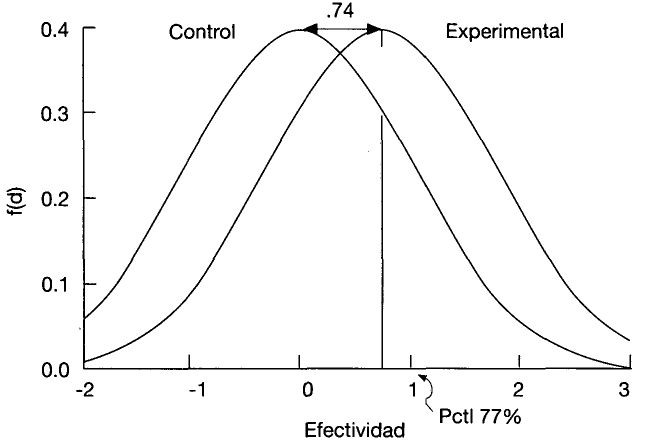 .74
Control
Experimental
0.4
0.3
0.2
0.1
0.0
f(d)
-2 -1 0 1 2 3
Pctl 77%
Efectividad